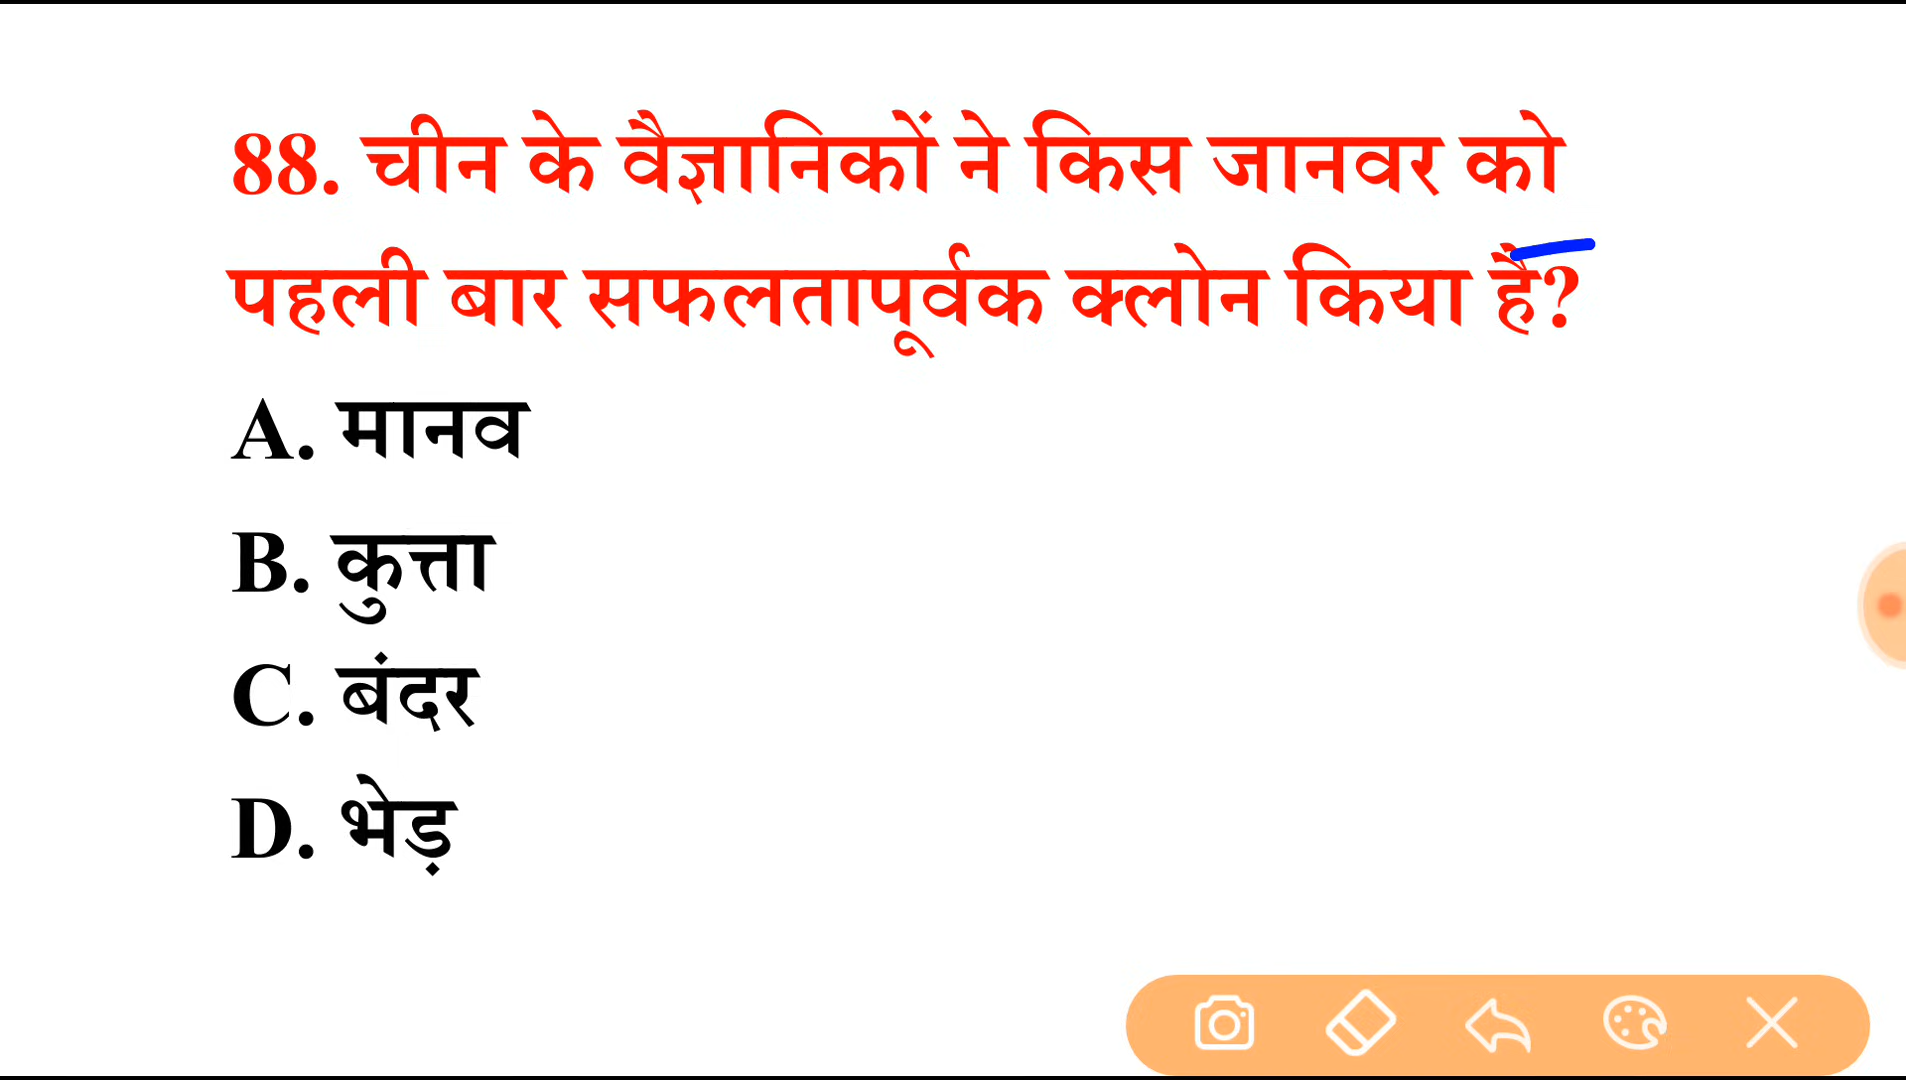 88. चीन के वैज्ञानिकों ने किस जानवर को
पहली बार सफलतापूर्वक क्लोन किया है?
A. मानव
B. कुत्ता
C. बंदर
D. भेड़